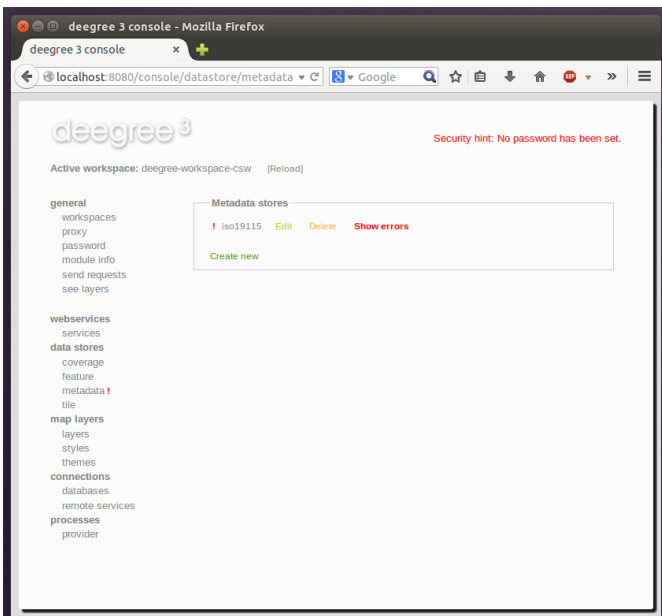 deegree 3 console - Mozilla Firefox
deegree 3 console
localhost:8080/console/datastore/metadata
Google
ABP
deegree 3
Security hint: No password has been set.
Active workspace: deegree-workspace-csw [Reload]
general
workspaces
proxy
password
module info
send requests
see layers
webservices
services
data stores
coverage
feature
metadata !
tile
map layers
layers
styles
themes
connections
databases
remote services
processes
provider
Metadata stores
! iso19115 Edit Delete Show errors
Create new